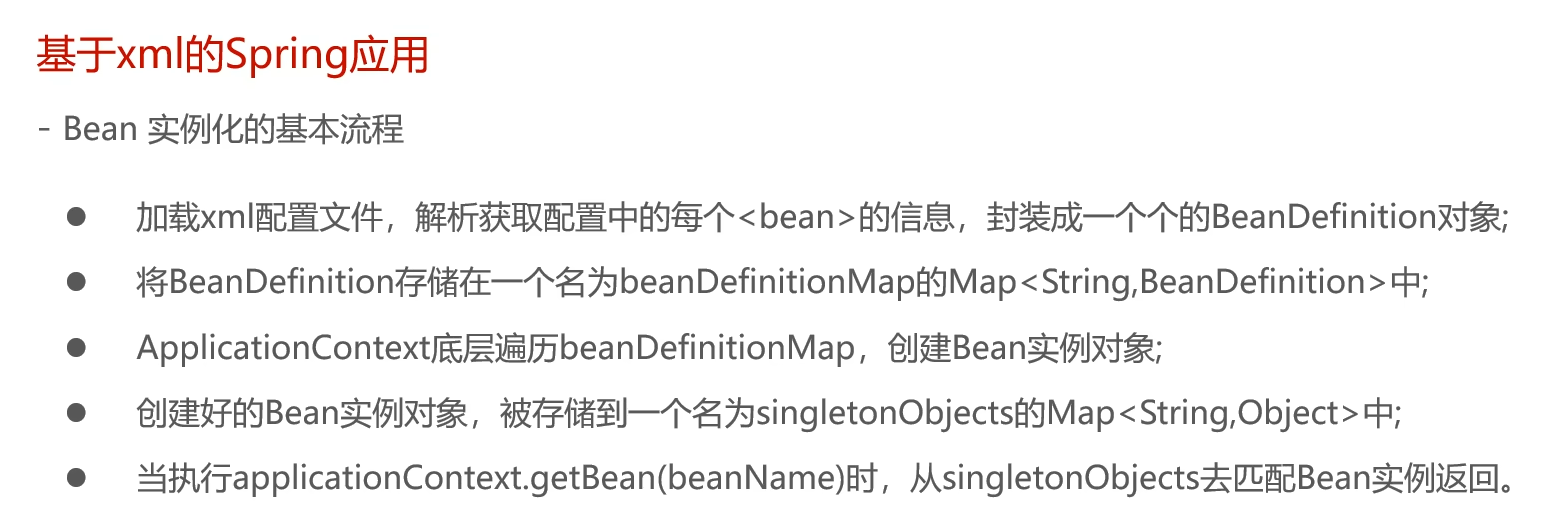 基于xml的Spring应用
- Bean 实例化的基本流程
● 加载xml配置文件，解析获取配置中的每个<bean>的信息，封装成一个个的BeanDefinition对象;
● 将BeanDefinition存储在一个名为beanDefinitionMap的Map<String,BeanDefinition>中;
● ApplicationContext底层遍历beanDefinitionMap，创建Bean实例对象;
● 创建好的Bean实例对象，被存储到一个名为singletonObjects的Map<String,Object>中;
● 当执行applicationContext.getBean(beanName)时，从singletonObjects去匹配Bean实例返回。